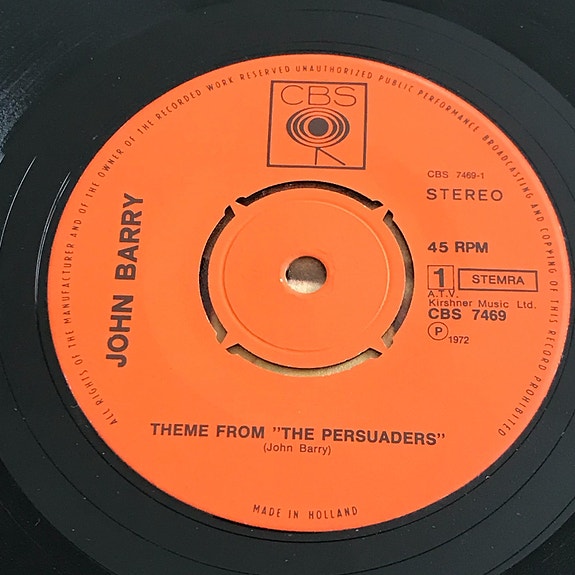 ALL RIGHTS OF THE MANUFACTURER AND OF THE OWNER OF THE RECORDED WORK RESERVED UNAUTHORIZED PUBLIC PERFORMANCE BROADCASTING AND COPYING OF THIS RECORD PROHIBITED
CBS
CBS 7469-1
STEREO
JOHN BARRY
45 RPM
1 STEMRA
A.T.V.
Kirshner Music Ltd.
CBS 7469
Ⓟ 1972
THEME FROM "THE PERSUADERS"
(John Barry)
MADE IN HOLLAND